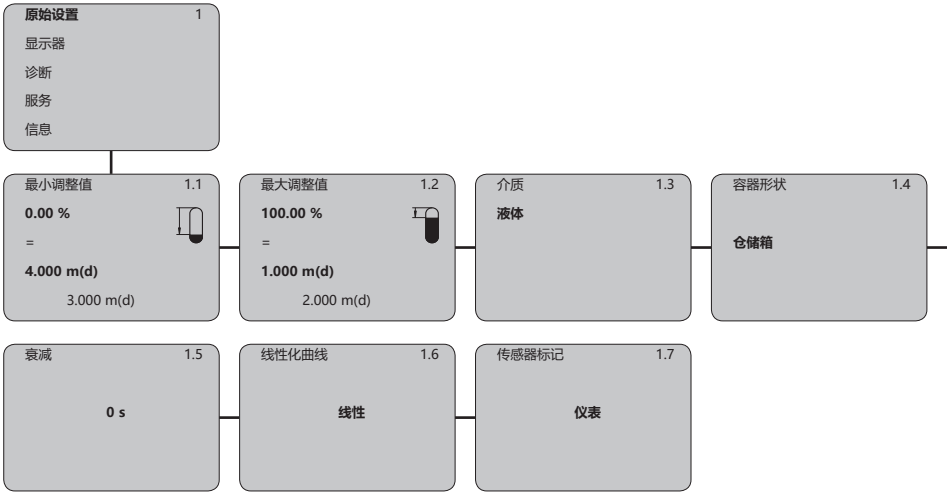 原始设置 1
显示器
诊断
服务
信息
最小调整值 1.1
0.00 %
=
4.000 m(d)
3.000 m(d)
最大调整值 1.2
100.00 %
=
1.000 m(d)
2.000 m(d)
介质 1.3
液体
容器形状 1.4
仓储箱
衰减 1.5
0 s
线性化曲线 1.6
线性
传感器标记 1.7
仪表